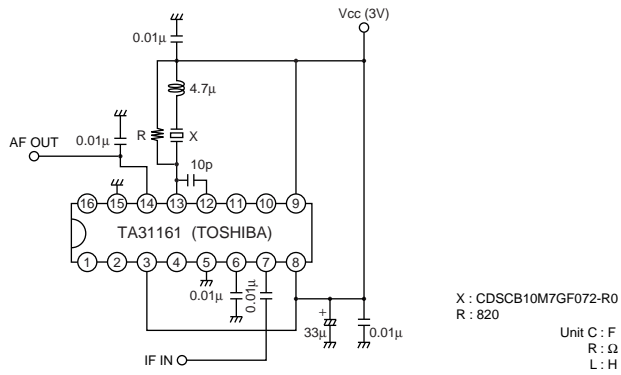 Vcc (3V)
0.01μ
4.7μ
0.01μ
R
X
AF OUT
10p
16 15 14 13 12 11 10 9
TA31161 (TOSHIBA)
1 2 3 4 5 6 7 8
0.01μ
0.01μ
+
33μ
0.01μ
IF IN
X : CDSCB10M7GF072-R0
R : 820
Unit C : F
R : Ω
L : H